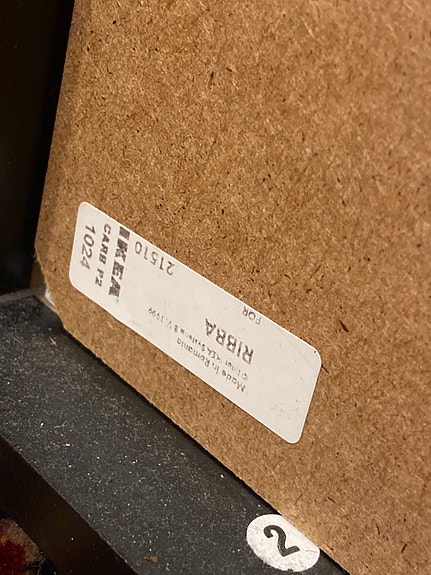 FOR
RIBBA
© Inter IKEA Systems B.V. 1999
Made in Romania
21510
IKEA
CARB P2
1024
2